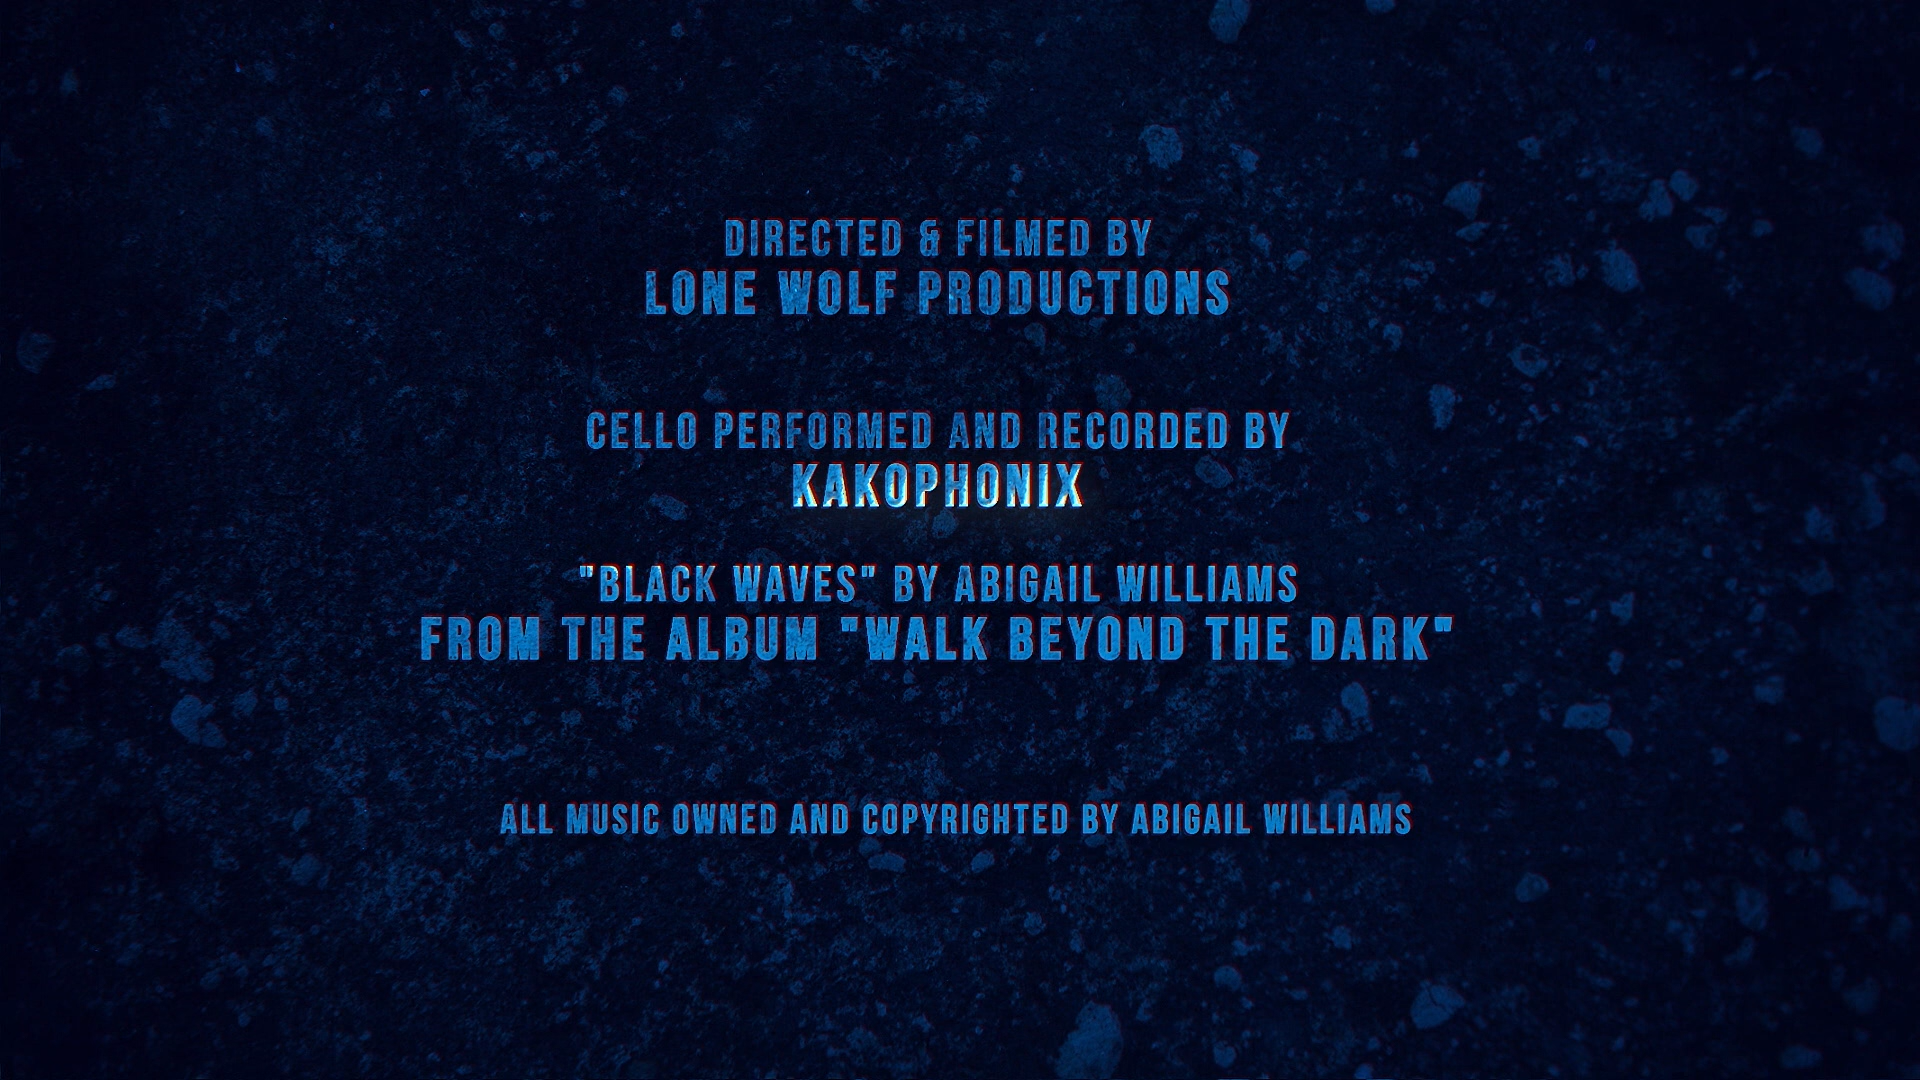 DIRECTED & FILMED BY
LONE WOLF PRODUCTIONS
CELLO PERFORMED AND RECORDED BY
KAKOPHONIX
"BLACK WAVES" BY ABIGAIL WILLIAMS
FROM THE ALBUM "WALK BEYOND THE DARK"
ALL MUSIC OWNED AND COPYRIGHTED BY ABIGAIL WILLIAMS